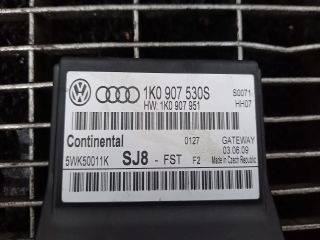 1K0 907 530S
S0071
HW: 1K0 907 951
HH07
Continental
0127
GATEWAY
5WK50011K
SJ8 - FST F2
03.06.09
Made in Czech Republic